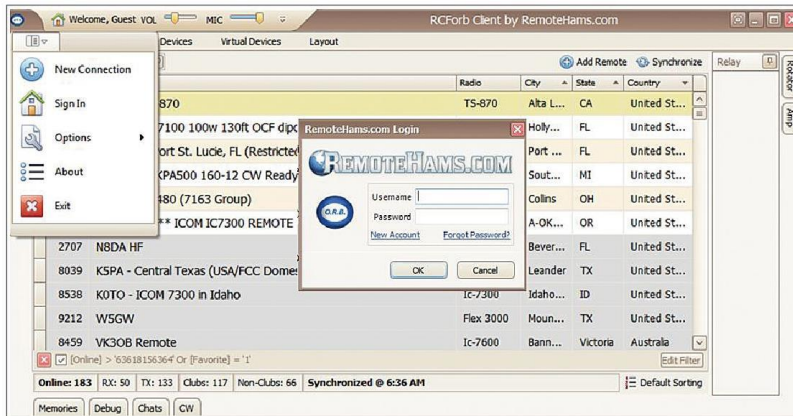 Welcome, Guest VOL MIC
RCForb Client by RemoteHams.com
Devices Virtual Devices Layout
Add Remote Synchronize
Relay
Rotator
Amp
New Connection
Sign In
Options
About
Exit
Radio City State Country
870 TS-870 Alta L... CA United St...
7100 100w 130ft OCF dipo Holly... FL United St...
ort St. Lucie, FL (Restricted Port ... FL United St...
KPA500 160-12 CW Ready Sout... MI United St...
480 (7163 Group) Collins OH United St...
** ICOM IC7300 REMOTE A-OK... OR United St...
2707 N8DA HF Bever... FL United St...
8039 K5PA - Central Texas (USA/FCC Domes Leander TX United St...
8538 K0TO - ICOM 7300 in Idaho Ic-7300 Idaho... ID United St...
9212 W5GW Flex 3000 Moun... TX United St...
8459 VK3OB Remote Ic-7600 Bann... Victoria Australia
RemoteHams.com Login
REMOTEHAMS.COM
O.R.B.
Username
Password
New Account Forgot Password?
OK Cancel
[Online] > '63618156364' Or [Favorite] = '1'
Edit Filter
Online: 183 RX: 50 TX: 133 Clubs: 117 Non-Clubs: 66 Synchronized @ 6:36 AM
Default Sorting
Memories Debug Chats CW